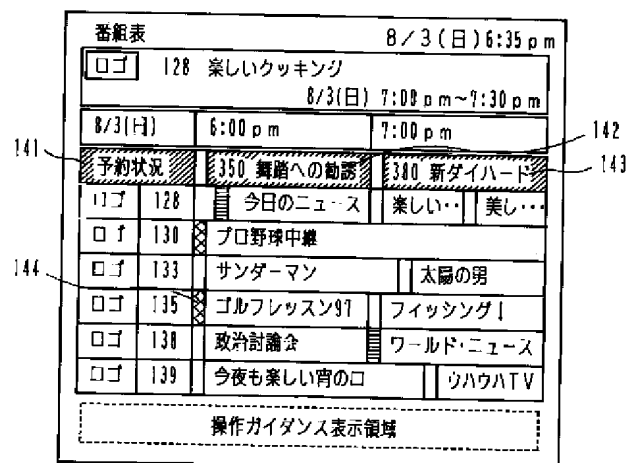 番組表 8/3(日)6:35pm
ロゴ 128 楽しいクッキング
8/3(日) 7:00pm~7:30pm
8/3(日) 6:00pm 7:00pm
141 予約状況 350 舞踏への勧誘 380 新ダイハード 142 143
ロゴ 128 今日のニュース 楽しい・・ 美し・・・
ロゴ 130 プロ野球中継
ロゴ 133 サンダーマン 太陽の男
144 ロゴ 135 ゴルフレッスン97 フィッシング!
ロゴ 138 政治討論会 ワールド・ニュース
ロゴ 139 今夜も楽しい宵の口 ウハウハTV
操作ガイダンス表示領域